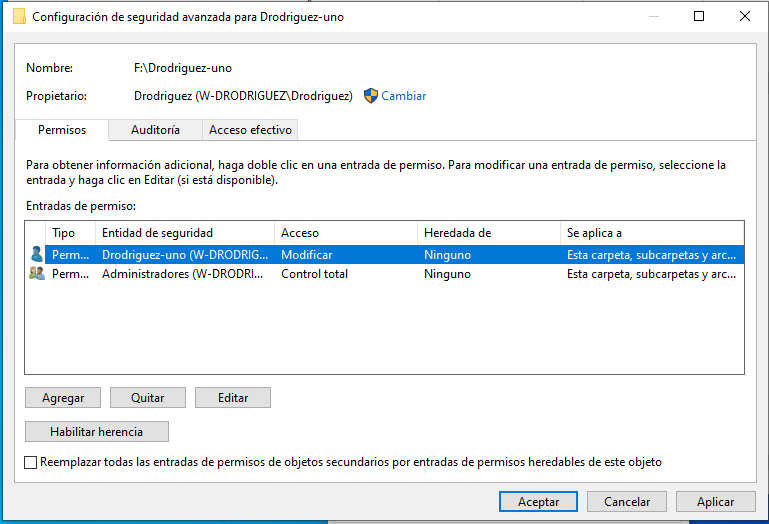 Configuración de seguridad avanzada para Drodriguez-uno
Nombre: F:\Drodriguez-uno
Propietario: Drodriguez (W-DRODRIGUEZ\Drodriguez) Cambiar
Permisos Auditoría Acceso efectivo
Para obtener información adicional, haga doble clic en una entrada de permiso. Para modificar una entrada de permiso, seleccione la
entrada y haga clic en Editar (si está disponible).
Entradas de permiso:
Tipo Entidad de seguridad Acceso Heredada de Se aplica a
Perm... Drodriguez-uno (W-DRODRIG... Modificar Ninguno Esta carpeta, subcarpetas y arc...
Perm... Administradores (W-DRODRI... Control total Ninguno Esta carpeta, subcarpetas y arc...
Agregar Quitar Editar
Habilitar herencia
Reemplazar todas las entradas de permisos de objetos secundarios por entradas de permisos heredables de este objeto
Aceptar Cancelar Aplicar